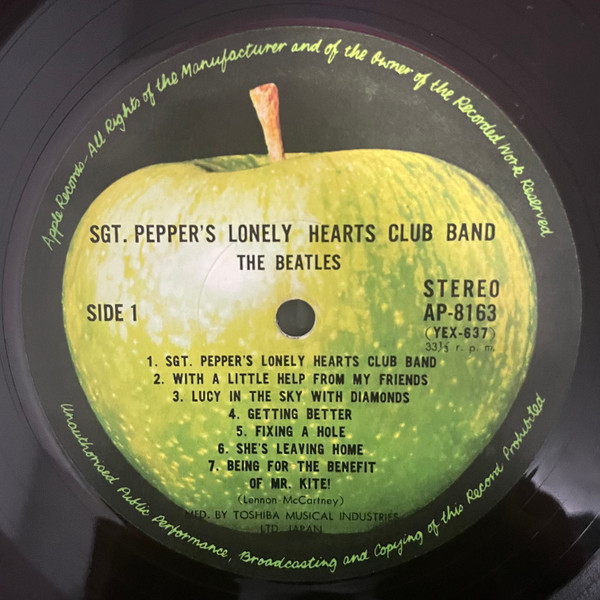 Apple Records-All Rights of the Manufacturer and of the Owner of the Recorded Work Reserved
SGT. PEPPER'S LONELY HEARTS CLUB BAND
THE BEATLES
SIDE 1
STEREO
AP-8163
(YEX-637)
33⅓ r. p. m.
1. SGT. PEPPER'S LONELY HEARTS CLUB BAND
2. WITH A LITTLE HELP FROM MY FRIENDS
3. LUCY IN THE SKY WITH DIAMONDS
4. GETTING BETTER
5. FIXING A HOLE
6. SHE'S LEAVING HOME
7. BEING FOR THE BENEFIT
OF MR. KITE!
(Lennon-McCartney)
MFD. BY TOSHIBA MUSICAL INDUSTRIES
LTD. JAPAN
Unauthorised Public Performance, Broadcasting and Copying of this Record Prohibited